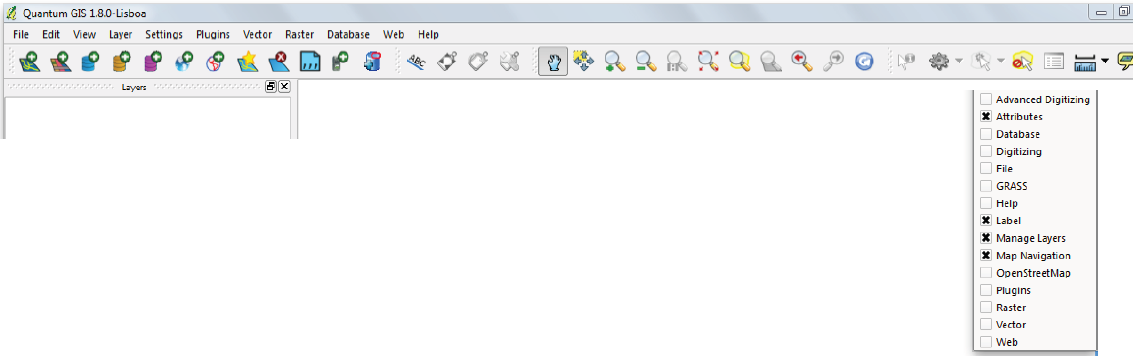 Quantum GIS 1.8.0-Lisboa
File Edit View Layer Settings Plugins Vector Raster Database Web Help
ABC
Layers
Advanced Digitizing
Attributes
Database
Digitizing
File
GRASS
Help
Label
Manage Layers
Map Navigation
OpenStreetMap
Plugins
Raster
Vector
Web